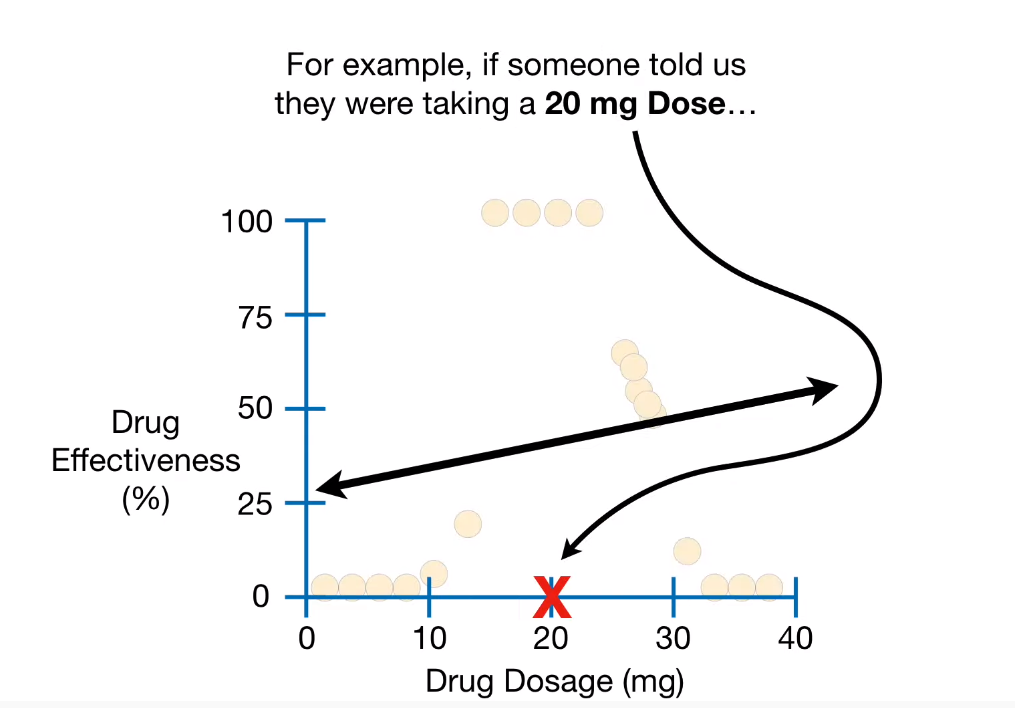 For example, if someone told us
they were taking a 20 mg Dose…
100
75
50
25
0
Drug
Effectiveness
(%)
X
0 10 20 30 40
Drug Dosage (mg)